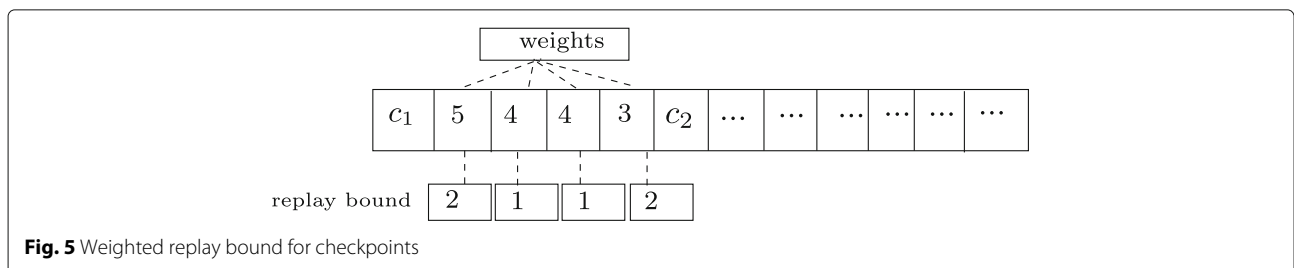 weights
c₁ 5 4 4 3 c₂ ... ... ... ... ... ...
replay bound 2 1 1 2
Fig. 5 Weighted replay bound for checkpoints